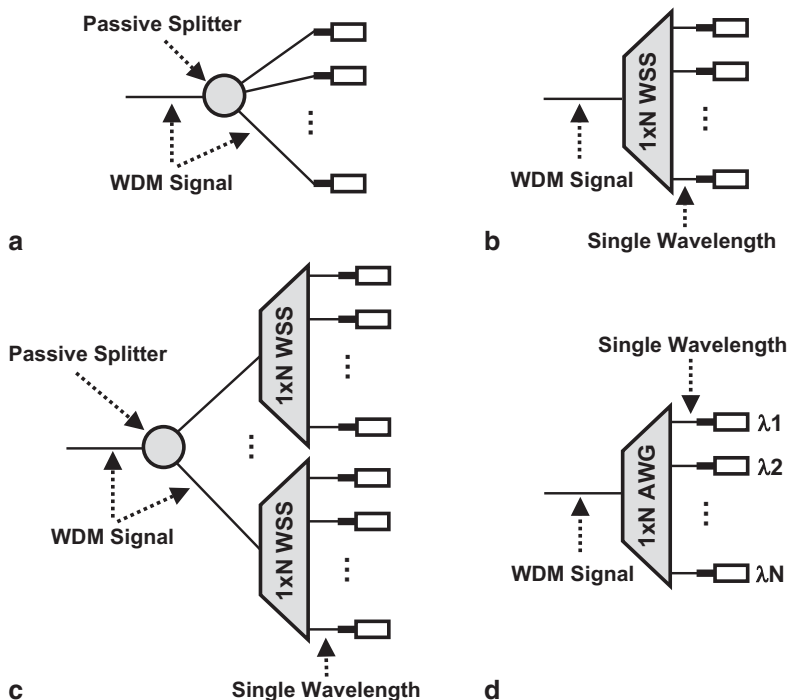 Passive Splitter
WDM Signal
a
1xN WSS
WDM Signal
Single Wavelength
b
Passive Splitter
WDM Signal
1xN WSS
1xN WSS
Single Wavelength
c
Single Wavelength
1xN AWG
λ1
λ2
λN
WDM Signal
d